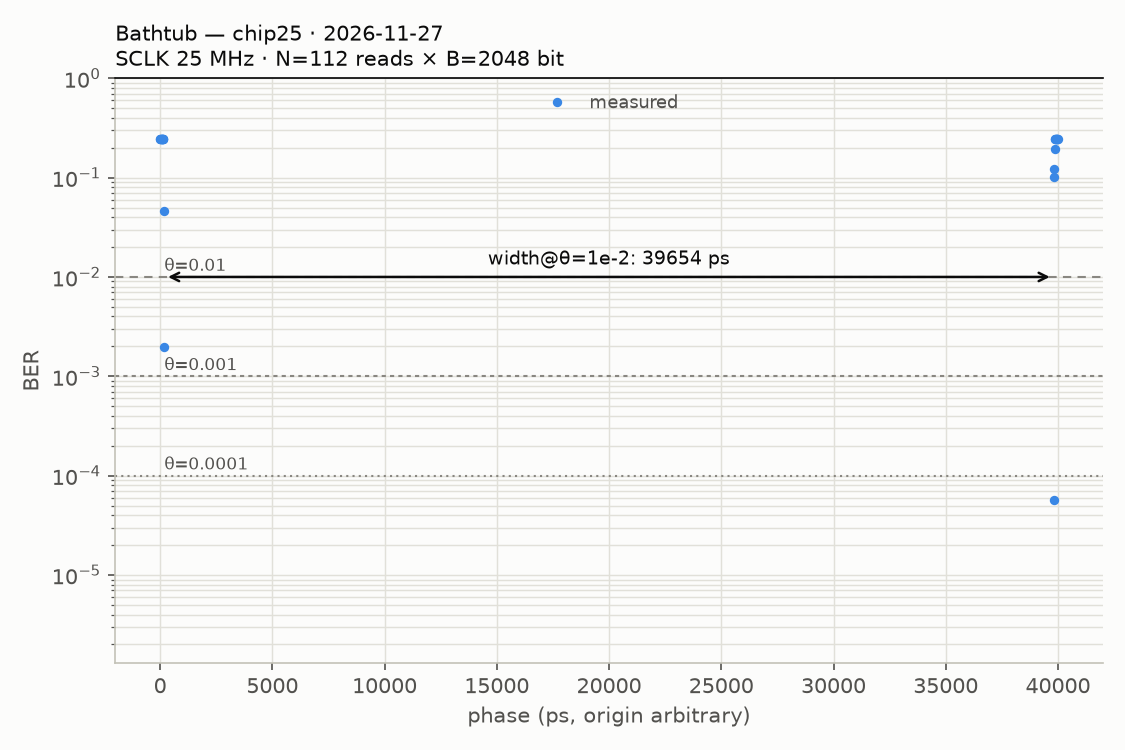 Bathtub — chip25 · 2026-11-27
SCLK 25 MHz · N=112 reads × B=2048 bit
10⁰
measured
10⁻¹
width@θ=1e-2: 39654 ps
θ=0.01
10⁻²
θ=0.001
10⁻³
BER
θ=0.0001
10⁻⁴
10⁻⁵
0 5000 10000 15000 20000 25000 30000 35000 40000
phase (ps, origin arbitrary)